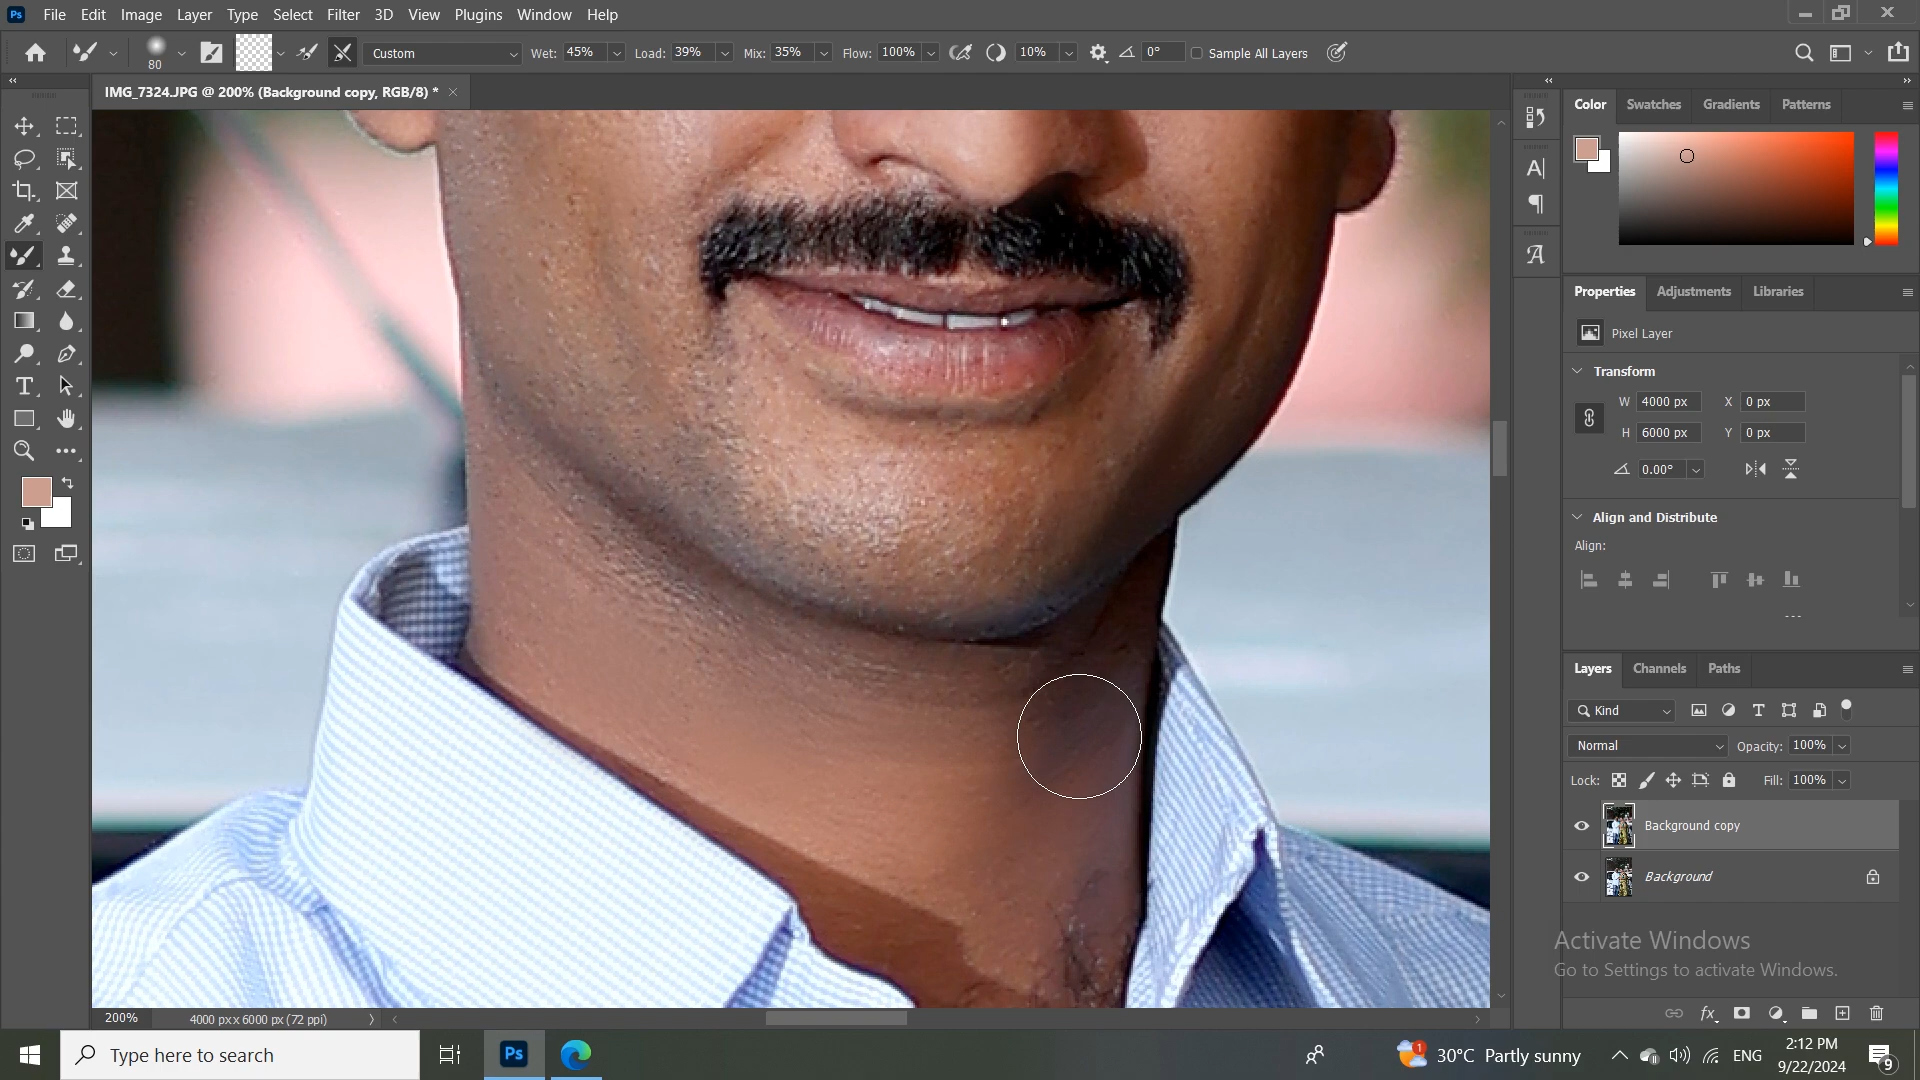 Ps File Edit Image Layer Type Select Filter 3D View Plugins Window Help
80 Custom Wet: 45% Load: 39% Mix: 35% Flow: 100% 10% 0° Sample All Layers
IMG_7324.JPG @ 200% (Background copy, RGB/8) *
Color Swatches Gradients Patterns
Properties Adjustments Libraries
Pixel Layer
Transform
W 4000 px X 0 px
H 6000 px Y 0 px
0.00°
Align and Distribute
Align:
Layers Channels Paths
Kind
Normal Opacity: 100%
Lock: Fill: 100%
Background copy
Background
Activate Windows
Go to Settings to activate Windows.
200% 4000 px x 6000 px (72 ppi)
Type here to search Ps 1 30°C Partly sunny ENG 2:12 PM
9/22/2024 9